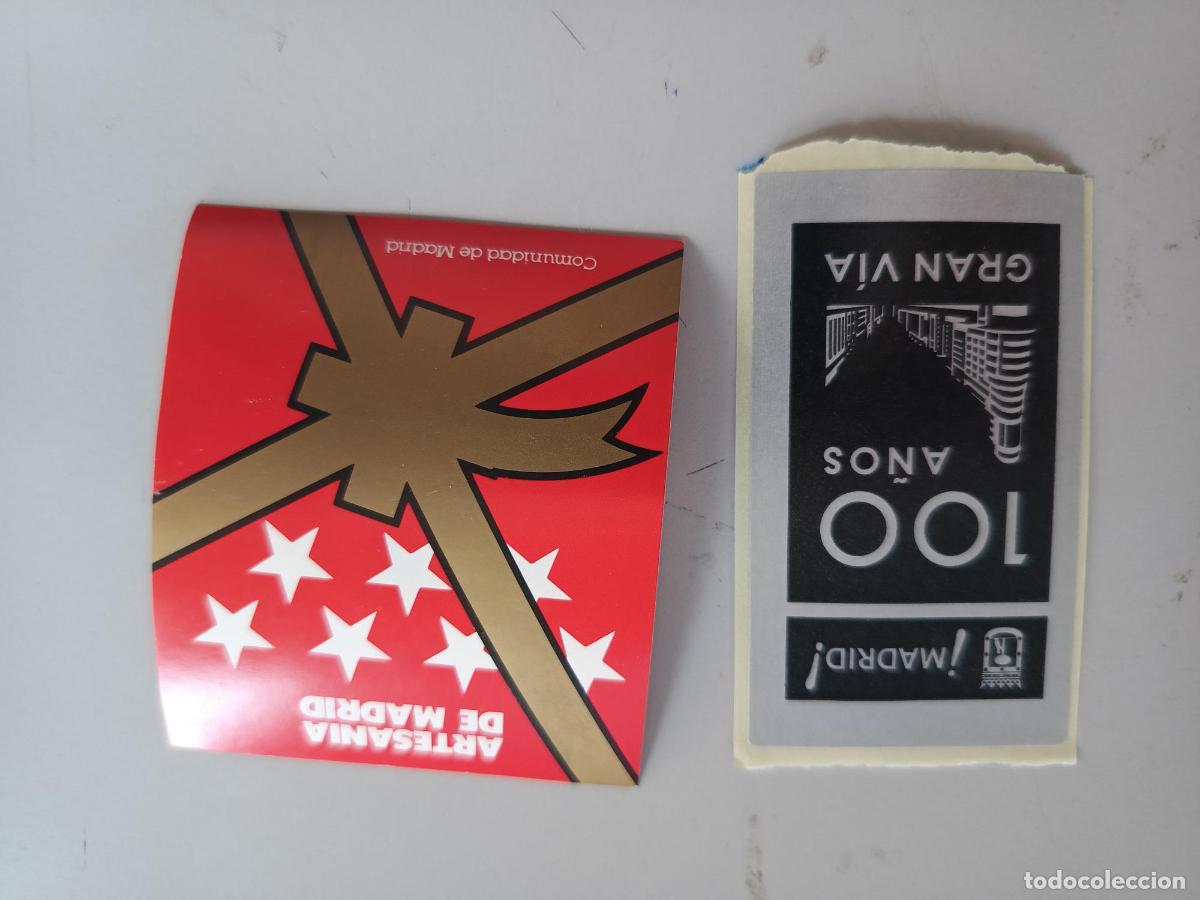 ARTESANIA
DE MADRID
Comunidad de Madrid
¡MADRID!
100
AÑOS
GRAN VÍA
todocoleccion